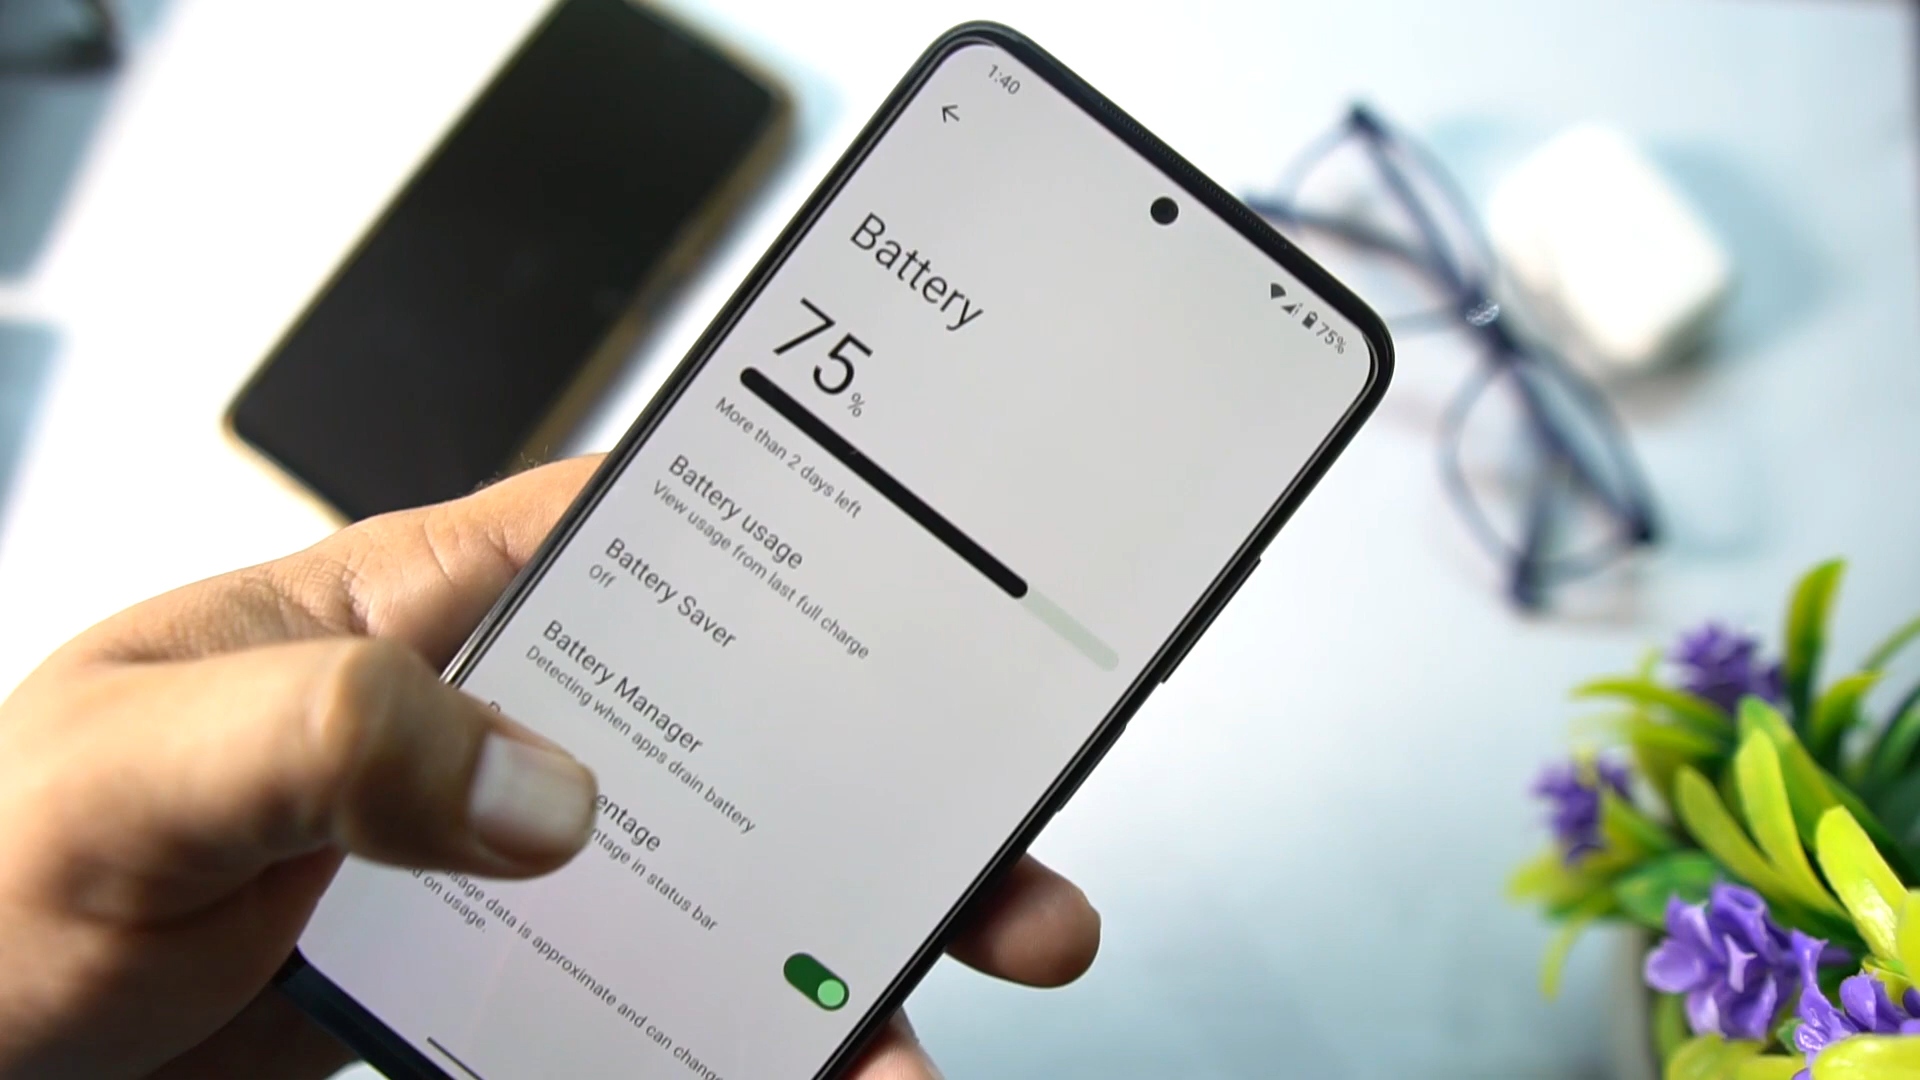 1:40
75%
Battery
75%
More than 2 days left
Battery usage
View usage from last full charge
Battery Saver
Off
Battery Manager
Detecting when apps drain battery
entage
ntage in status bar
usage data is approximate and can change
on usage.